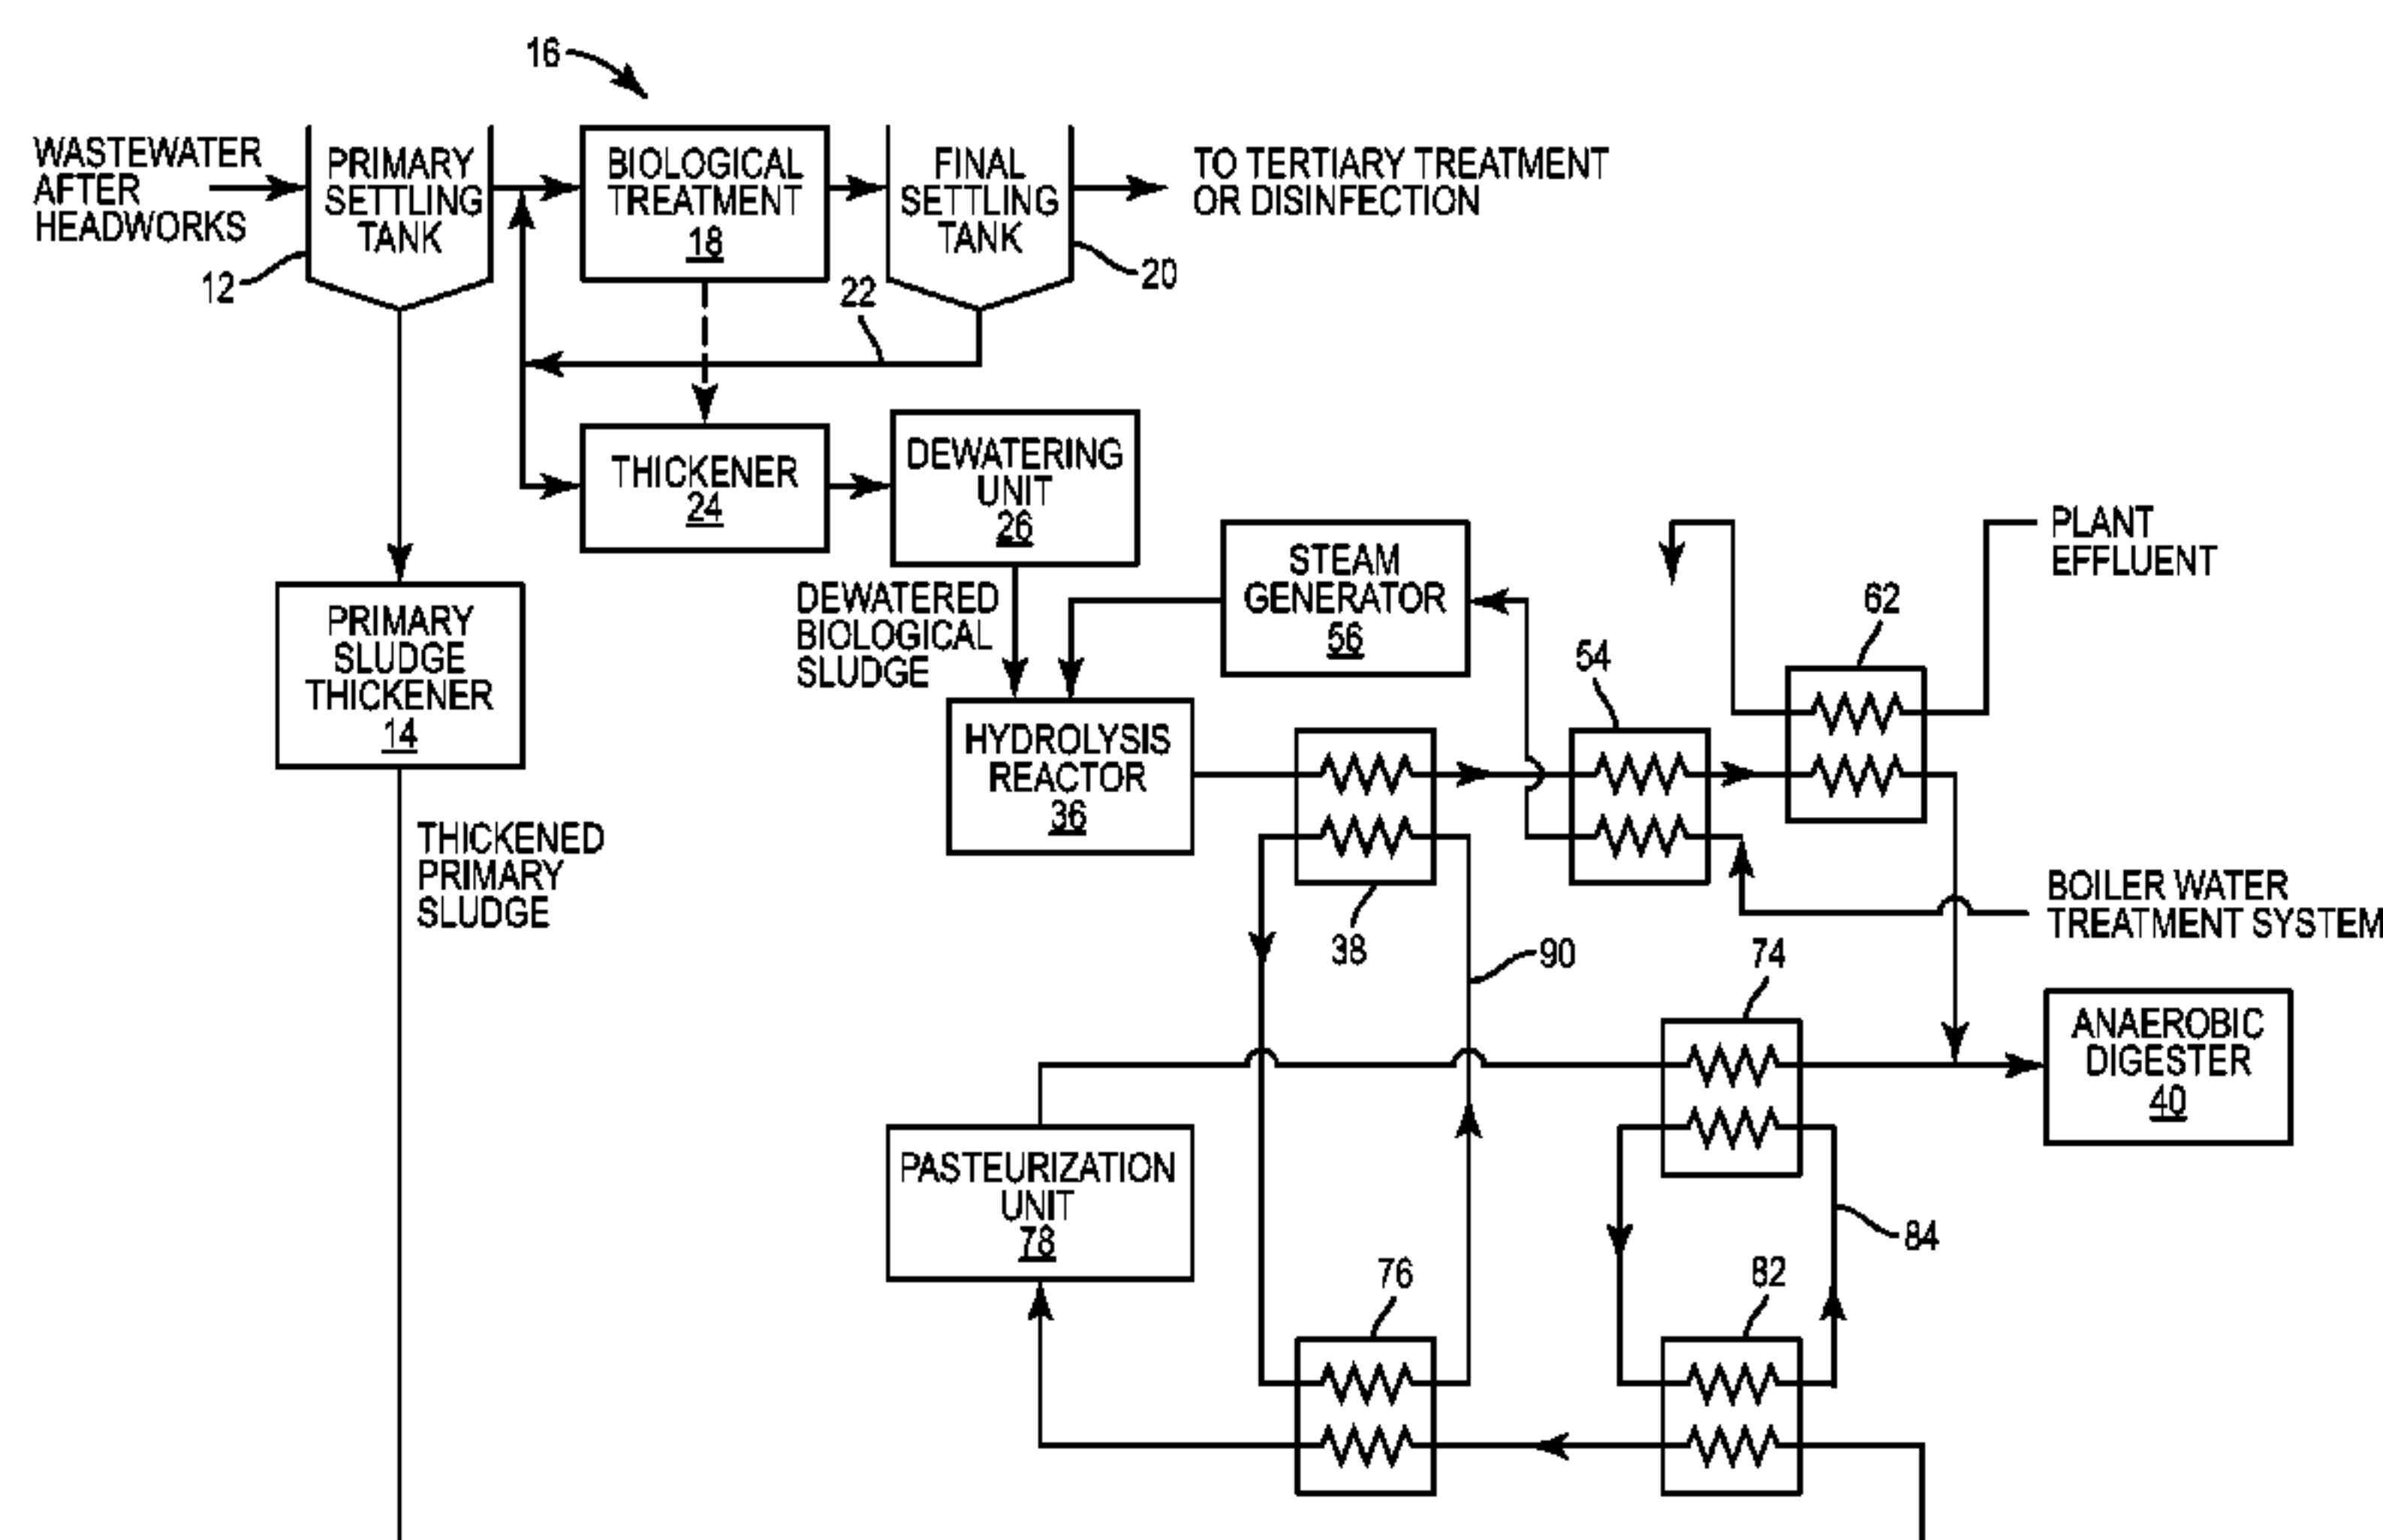 16
WASTEWATER
AFTER
HEADWORKS
PRIMARY
SETTLING
TANK
12
BIOLOGICAL
TREATMENT
18
FINAL
SETTLING
TANK
20
TO TERTIARY TREATMENT
OR DISINFECTION
22
THICKENER
24
DEWATERING
UNIT
26
DEWATERED
BIOLOGICAL
SLUDGE
STEAM
GENERATOR
56
PLANT
EFFLUENT
62
54
PRIMARY
SLUDGE
THICKENER
14
THICKENED
PRIMARY
SLUDGE
HYDROLYSIS
REACTOR
36
38
90
BOILER WATER
TREATMENT SYSTEM
74
ANAEROBIC
DIGESTER
40
PASTEURIZATION
UNIT
78
84
76
82